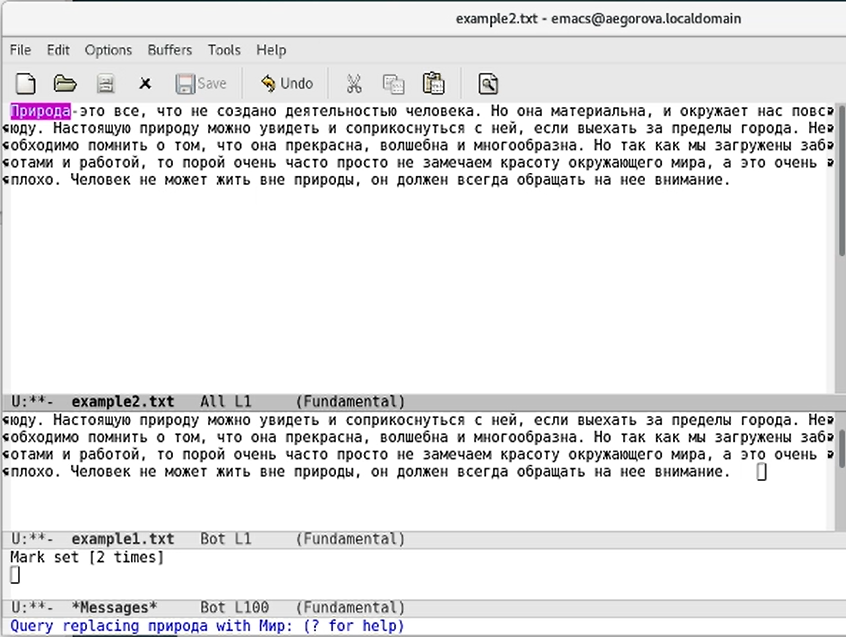 example2.txt - emacs@aegorova.localdomain
File Edit Options Buffers Tools Help
Save Undo
Природа-это все, что не создано деятельностью человека. Но она материальна, и окружает нас повс
юду. Настоящую природу можно увидеть и соприкоснуться с ней, если выехать за пределы города. Не
обходимо помнить о том, что она прекрасна, волшебна и многообразна. Но так как мы загружены заб
отами и работой, то порой очень часто просто не замечаем красоту окружающего мира, а это очень
плохо. Человек не может жить вне природы, он должен всегда обращать на нее внимание.
U:**- example2.txt All L1 (Fundamental)
юду. Настоящую природу можно увидеть и соприкоснуться с ней, если выехать за пределы города. Не
обходимо помнить о том, что она прекрасна, волшебна и многообразна. Но так как мы загружены заб
отами и работой, то порой очень часто просто не замечаем красоту окружающего мира, а это очень
плохо. Человек не может жить вне природы, он должен всегда обращать на нее внимание.
U:**- example1.txt Bot L1 (Fundamental)
Mark set [2 times]
U:**- *Messages* Bot L100 (Fundamental)
Query replacing природа with Мир: (? for help)